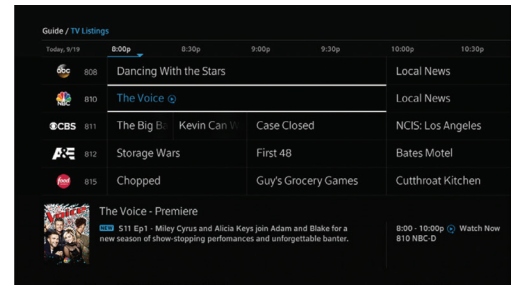 Guide / TV Listings
Today, 9/19 8:00p 8:30p 9:00p 9:30p 10:00p 10:30p
abc 808 Dancing With the Stars Local News
NBC 810 The Voice Local News
CBS 811 The Big Ba Kevin Can W Case Closed NCIS: Los Angeles
A&E 812 Storage Wars First 48 Bates Motel
food 815 Chopped Guy's Grocery Games Cutthroat Kitchen
VOICE
The Voice - Premiere
NEW S11 Ep1 - Miley Cyrus and Alicia Keys join Adam and Blake for a
new season of show-stopping perfomances and unforgettable banter.
8:00 - 10:00p Watch Now
810 NBC-D